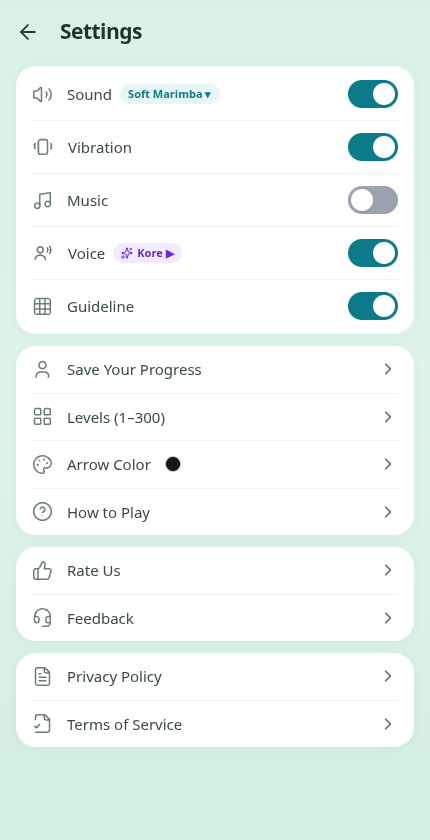 Settings
Sound Soft Marimba ▾
Vibration
Music
Voice Kore ▶
Guideline
Save Your Progress
Levels (1–300)
Arrow Color
How to Play
Rate Us
Feedback
Privacy Policy
Terms of Service